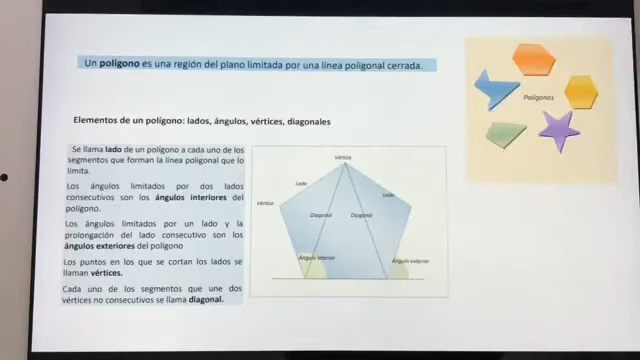 Un polígono es una región del plano limitada por una línea poligonal cerrada.
Polígonos
Elementos de un polígono: lados, ángulos, vértices, diagonales
Se llama lado de un polígono a cada uno de los
segmentos que forman la línea poligonal que lo
limita.
Los ángulos limitados por dos lados
consecutivos son los ángulos interiores del
polígono.
Los ángulos limitados por un lado y la
prolongación del lado consecutivo son los
ángulos exteriores del polígono
Los puntos en los que se cortan los lados se
llaman vértices.
Cada uno de los segmentos que une dos
vértices no consecutivos se llama diagonal.
Vértice
Lado
Lado
Vértice
Diagonal
Diagonal
Ángulo interior
Ángulo exterior